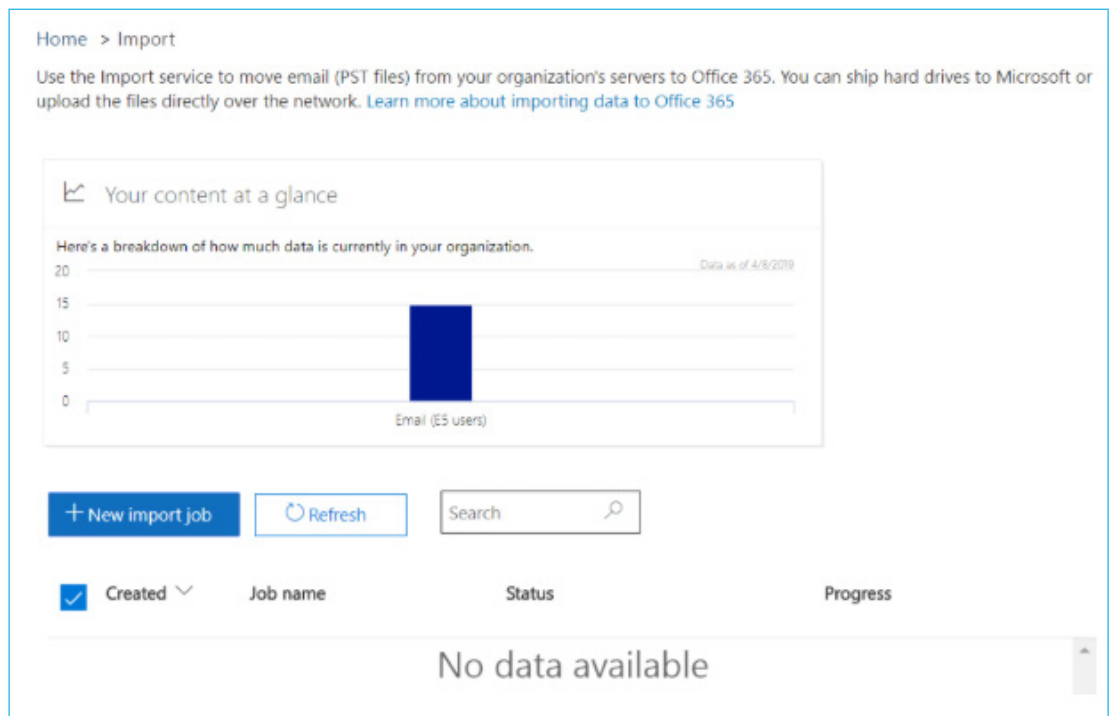 Home > Import
Use the Import service to move email (PST files) from your organization's servers to Office 365. You can ship hard drives to Microsoft or
upload the files directly over the network. Learn more about importing data to Office 365
Your content at a glance
Here's a breakdown of how much data is currently in your organization.
Data as of 4/8/2019
20
15
10
5
0
Email (E5 users)
+ New import job
Refresh
Search
Created
Job name
Status
Progress
No data available